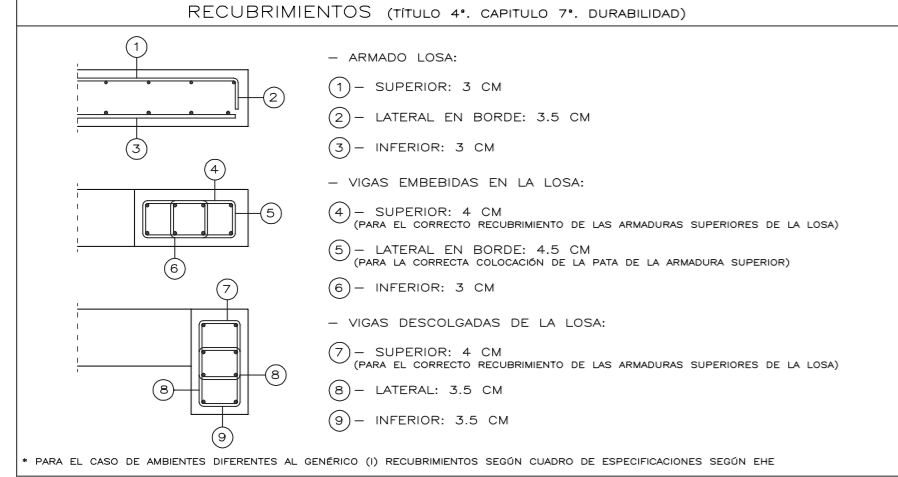 RECUBRIMIENTOS (TÍTULO 4º. CAPITULO 7º. DURABILIDAD)
1
2
3
4
5
6
7
8
8
9
– ARMADO LOSA:
1 – SUPERIOR: 3 CM
2 – LATERAL EN BORDE: 3.5 CM
3 – INFERIOR: 3 CM
– VIGAS EMBEBIDAS EN LA LOSA:
4 – SUPERIOR: 4 CM
(PARA EL CORRECTO RECUBRIMIENTO DE LAS ARMADURAS SUPERIORES DE LA LOSA)
5 – LATERAL EN BORDE: 4.5 CM
(PARA LA CORRECTA COLOCACIÓN DE LA PATA DE LA ARMADURA SUPERIOR)
6 – INFERIOR: 3 CM
– VIGAS DESCOLGADAS DE LA LOSA:
7 – SUPERIOR: 4 CM
(PARA EL CORRECTO RECUBRIMIENTO DE LAS ARMADURAS SUPERIORES DE LA LOSA)
8 – LATERAL: 3.5 CM
9 – INFERIOR: 3.5 CM
* PARA EL CASO DE AMBIENTES DIFERENTES AL GENÉRICO (I) RECUBRIMIENTOS SEGÚN CUADRO DE ESPECIFICACIONES SEGÚN EHE